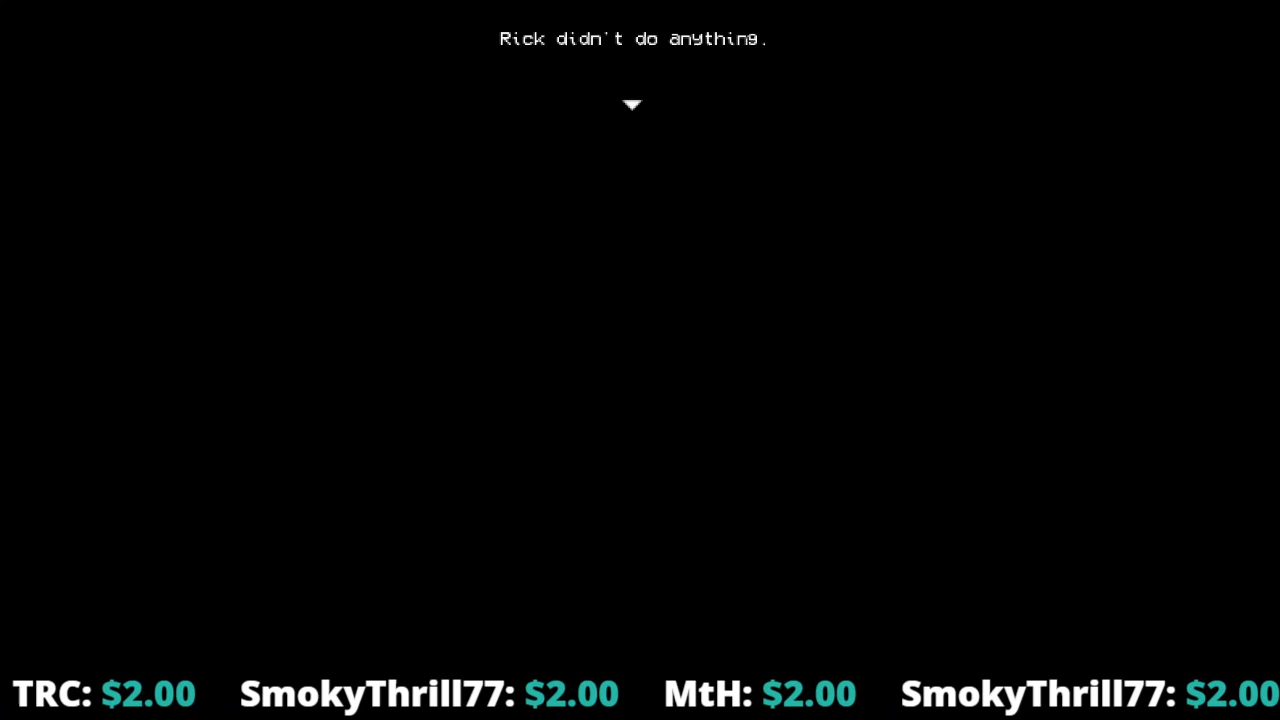 Rick didn't do anything.
TRC: $2.00 SmokyThrill77: $2.00 MtH: $2.00 SmokyThrill77: $2.00